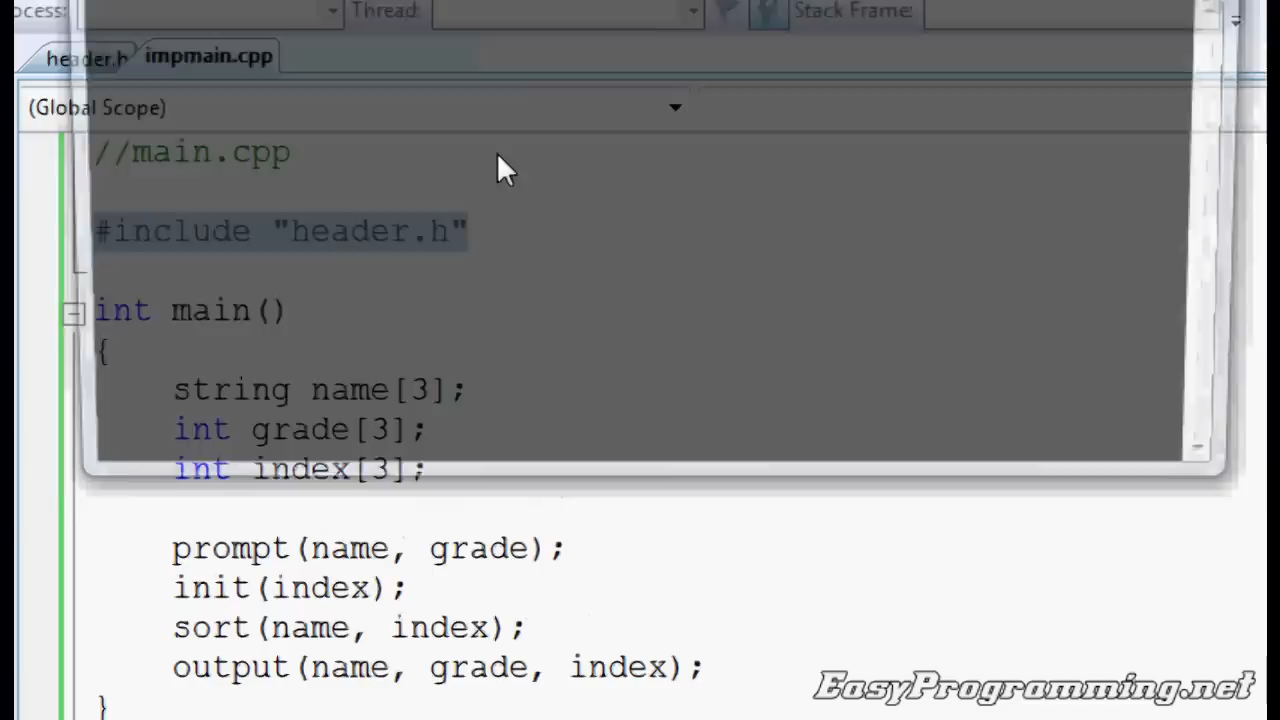 ocess: Thread: Stack Frame:
header.h impmain.cpp
(Global Scope)
//main.cpp
#include "header.h"
int main()
{
string name[3];
int grade[3];
int index[3];
prompt(name, grade);
init(index);
sort(name, index);
output(name, grade, index);
}
EasyProgramming.net